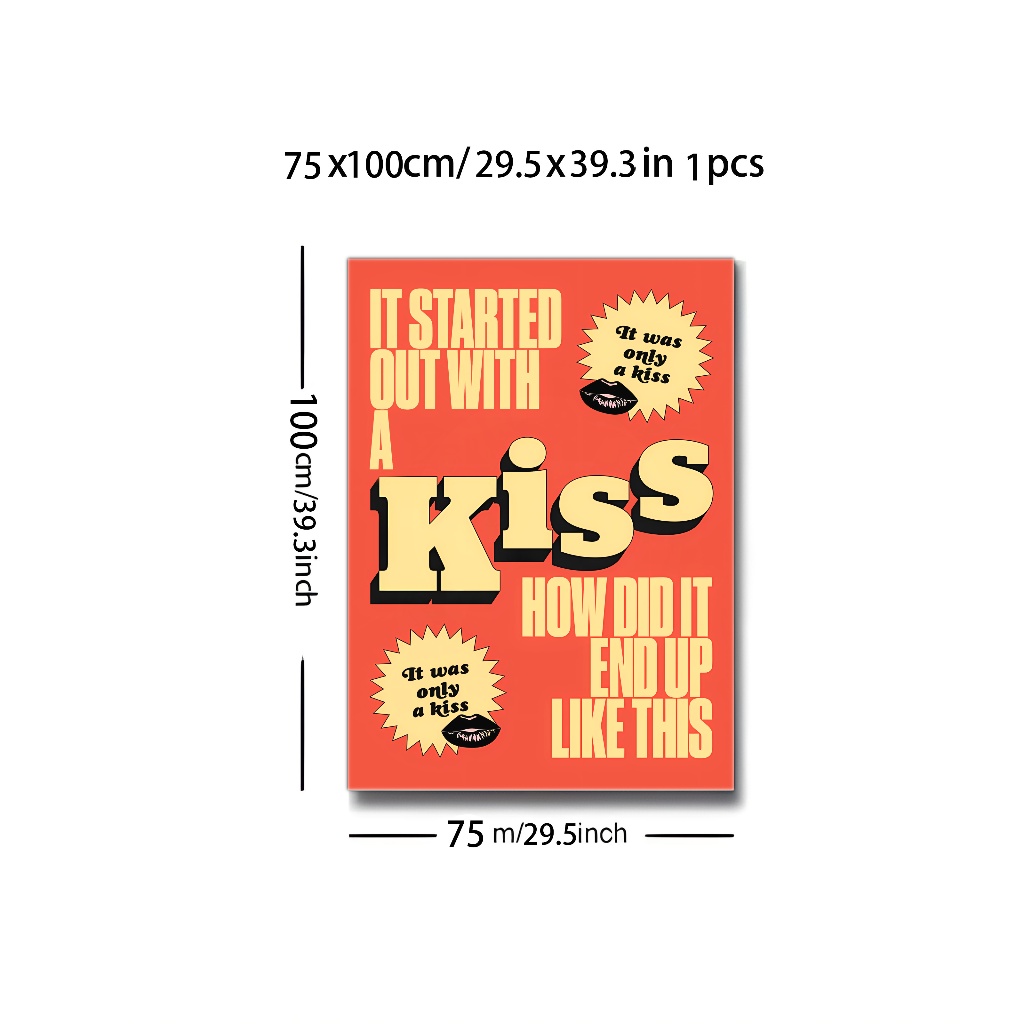 75x100cm/29.5x39.3in 1pcs
IT STARTED
OUT WITH
A
Kiss
It was
only
a kiss
HOW DID IT
END UP
LIKE THIS
It was
only
a kiss
100cm/39.3inch
75 m/29.5inch